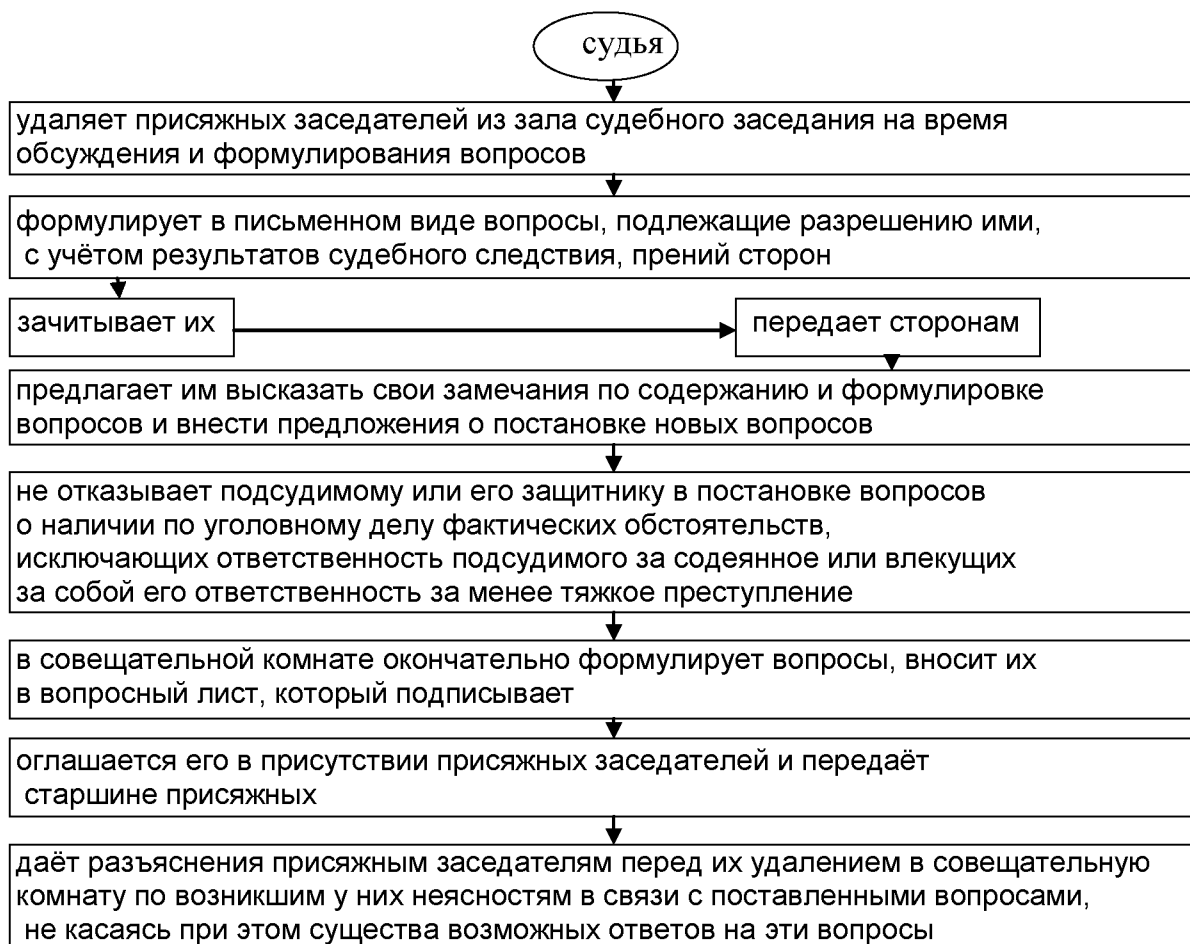 судья
удаляет присяжных заседателей из зала судебного заседания на время
обсуждения и формулирования вопросов
формулирует в письменном виде вопросы, подлежащие разрешению ими,
с учётом результатов судебного следствия, прений сторон
зачитывает их
передает сторонам
предлагает им высказать свои замечания по содержанию и формулировке
вопросов и внести предложения о постановке новых вопросов
не отказывает подсудимому или его защитнику в постановке вопросов
о наличии по уголовному делу фактических обстоятельств,
исключающих ответственность подсудимого за содеянное или влекущих
за собой его ответственность за менее тяжкое преступление
в совещательной комнате окончательно формулирует вопросы, вносит их
в вопросный лист, который подписывает
оглашается его в присутствии присяжных заседателей и передаёт
старшине присяжных
даёт разъяснения присяжным заседателям перед их удалением в совещательную
комнату по возникшим у них неясностям в связи с поставленными вопросами,
не касаясь при этом существа возможных ответов на эти вопросы